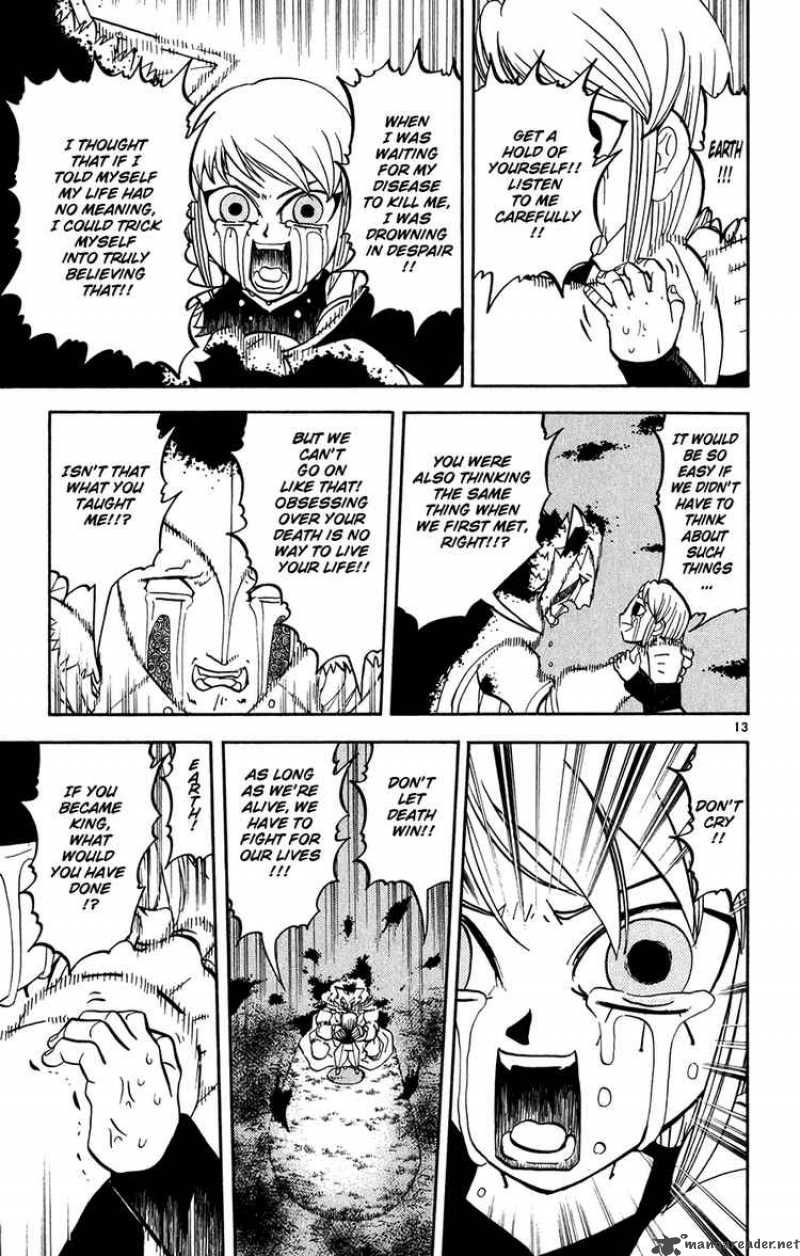 EARTH
!!!
GET A
HOLD OF
YOURSELF!!
LISTEN
TO ME
CAREFULLY
!!
WHEN
I WAS
WAITING
FOR MY
DISEASE
TO KILL ME,
I WAS
DROWNING
IN DESPAIR
!!
I THOUGHT
THAT IF I
TOLD MYSELF
MY LIFE HAD
NO MEANING,
I COULD TRICK
MYSELF
INTO TRULY
BELIEVING
THAT!!
IT WOULD
BE SO
EASY IF
WE DIDN'T
HAVE TO
THINK
ABOUT
SUCH
THINGS
...
YOU WERE
ALSO THINKING
THE SAME
THING WHEN
WE FIRST MET,
RIGHT!!?
BUT WE
CAN'T
GO ON
LIKE THAT!
OBSESSING
OVER YOUR
DEATH IS NO
WAY TO LIVE
YOUR LIFE!!
ISN'T THAT
WHAT YOU
TAUGHT
ME!!?
13
DON'T
CRY
!!
DON'T
LET
DEATH
WIN!!
AS LONG
AS WE'RE
ALIVE, WE
HAVE TO
FIGHT FOR
OUR LIVES
!!!
EARTH!
IF YOU
BECAME
KING,
WHAT
WOULD
YOU HAVE
DONE
!?
mangareader.net